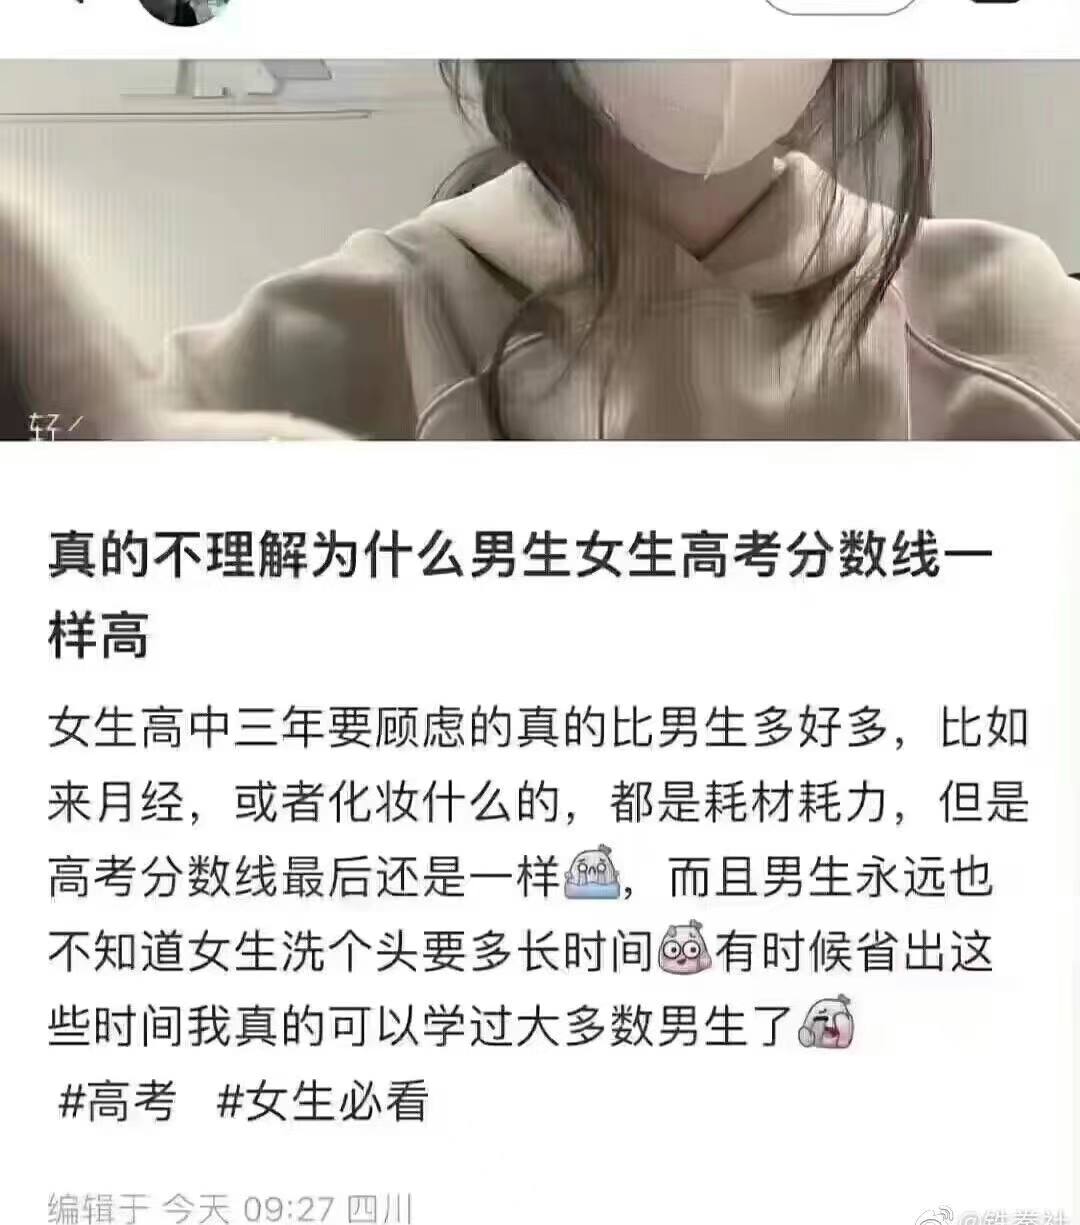 轻
真的不理解为什么男生女生高考分数线一
样高
女生高中三年要顾虑的真的比男生多好多，比如
来月经，或者化妆什么的，都是耗材耗力，但是
高考分数线最后还是一样，而且男生永远也
不知道女生洗个头要多长时间有时候省出这
些时间我真的可以学过大多数男生了
#高考 #女生必看
编辑于 今天 09:27 四川